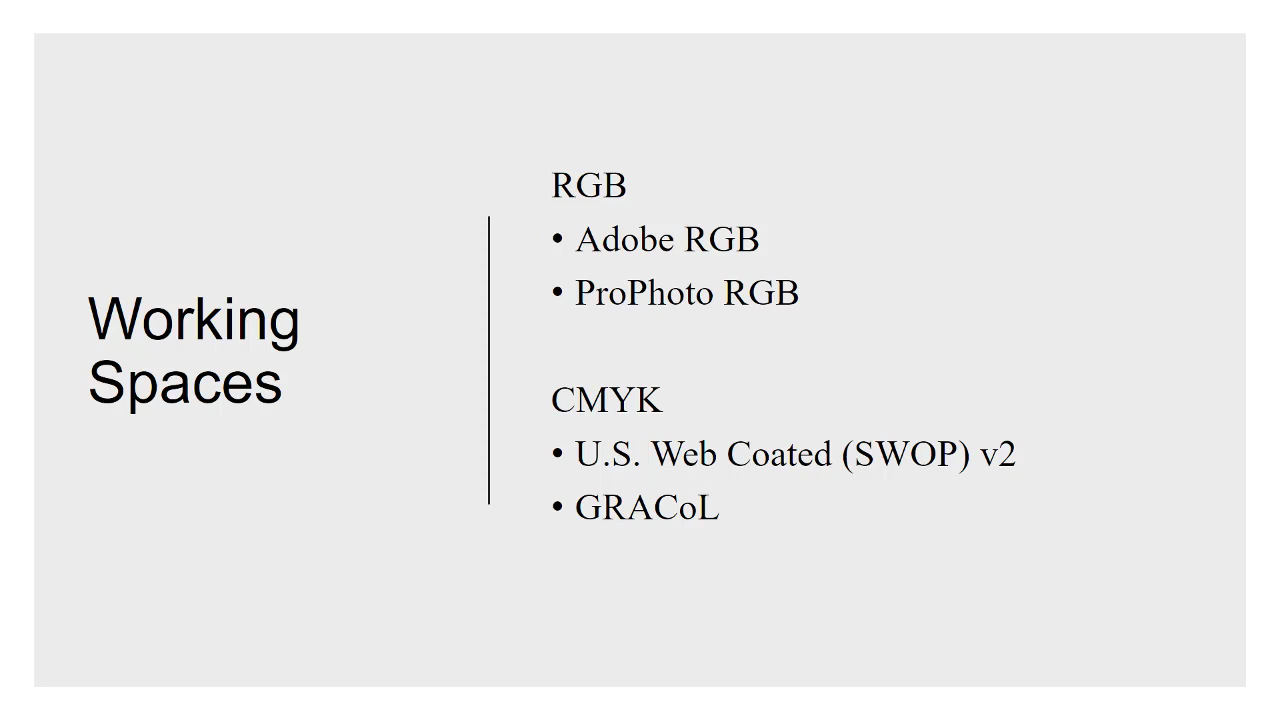 Working
Spaces
RGB
• Adobe RGB
• ProPhoto RGB
CMYK
• U.S. Web Coated (SWOP) v2
• GRACoL